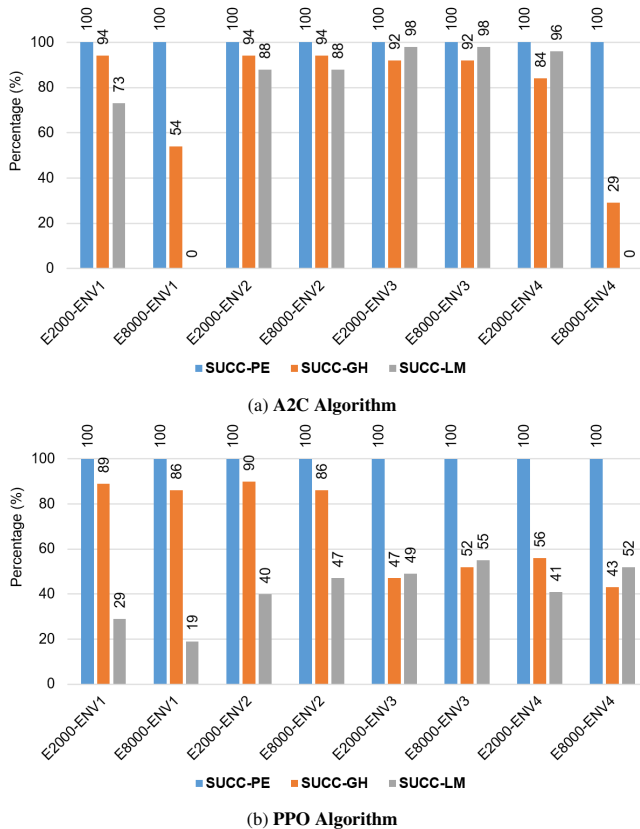 100 100 100 100 100 100 100 100
100
94 94 94 92 98 92 98 96
88 88 84
80
73
60
54
40
29
20
0 0 0
Percentage (%)
E2000-ENV1 E8000-ENV1 E2000-ENV2 E8000-ENV2 E2000-ENV3 E8000-ENV3 E2000-ENV4 E8000-ENV4
SUCC-PE SUCC-GH SUCC-LM
(a) A2C Algorithm
100 100 100 100 100 100 100 100
100
89 86 90 86
80
60
47 49 52 55 56 52
40
40 47 41 43
29
20
19
0
Percentage (%)
E2000-ENV1 E8000-ENV1 E2000-ENV2 E8000-ENV2 E2000-ENV3 E8000-ENV3 E2000-ENV4 E8000-ENV4
SUCC-PE SUCC-GH SUCC-LM
(b) PPO Algorithm